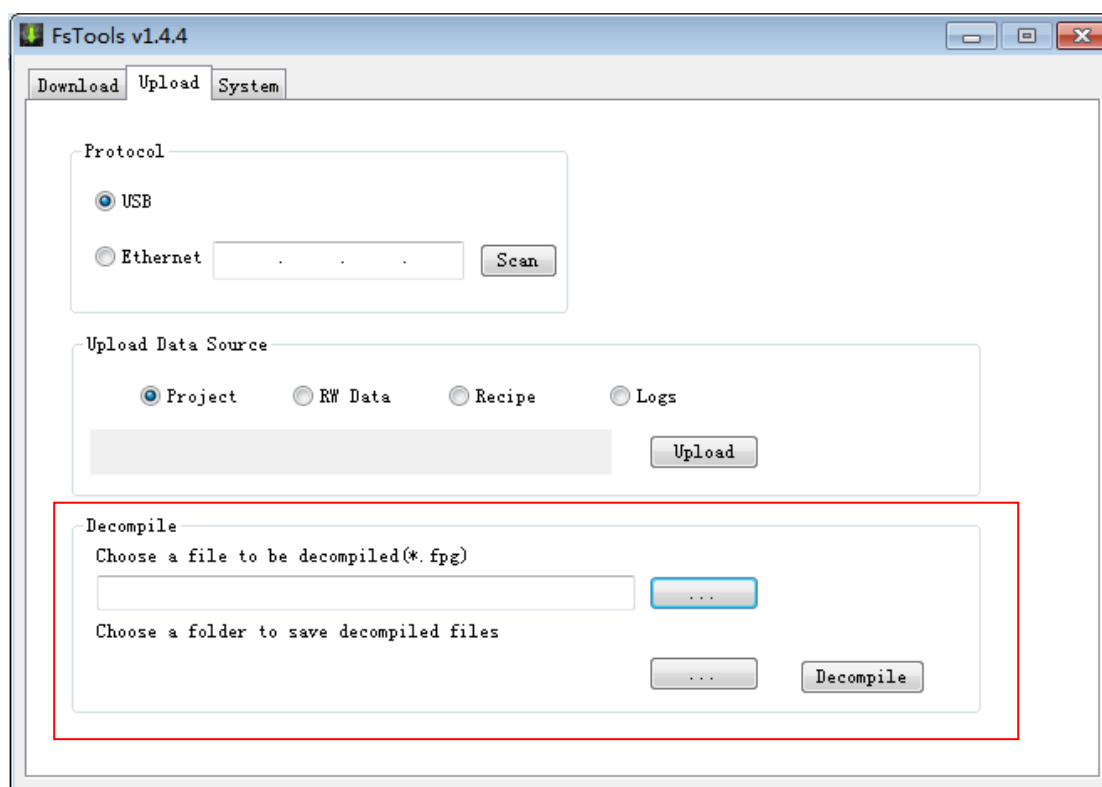 FsTools v1.4.4
Download Upload System
Protocol
USB
Ethernet . . . Scan
Upload Data Source
Project RW Data Recipe Logs
Upload
Decompile
Choose a file to be decompiled(*.fpg)
...
Choose a folder to save decompiled files
... Decompile